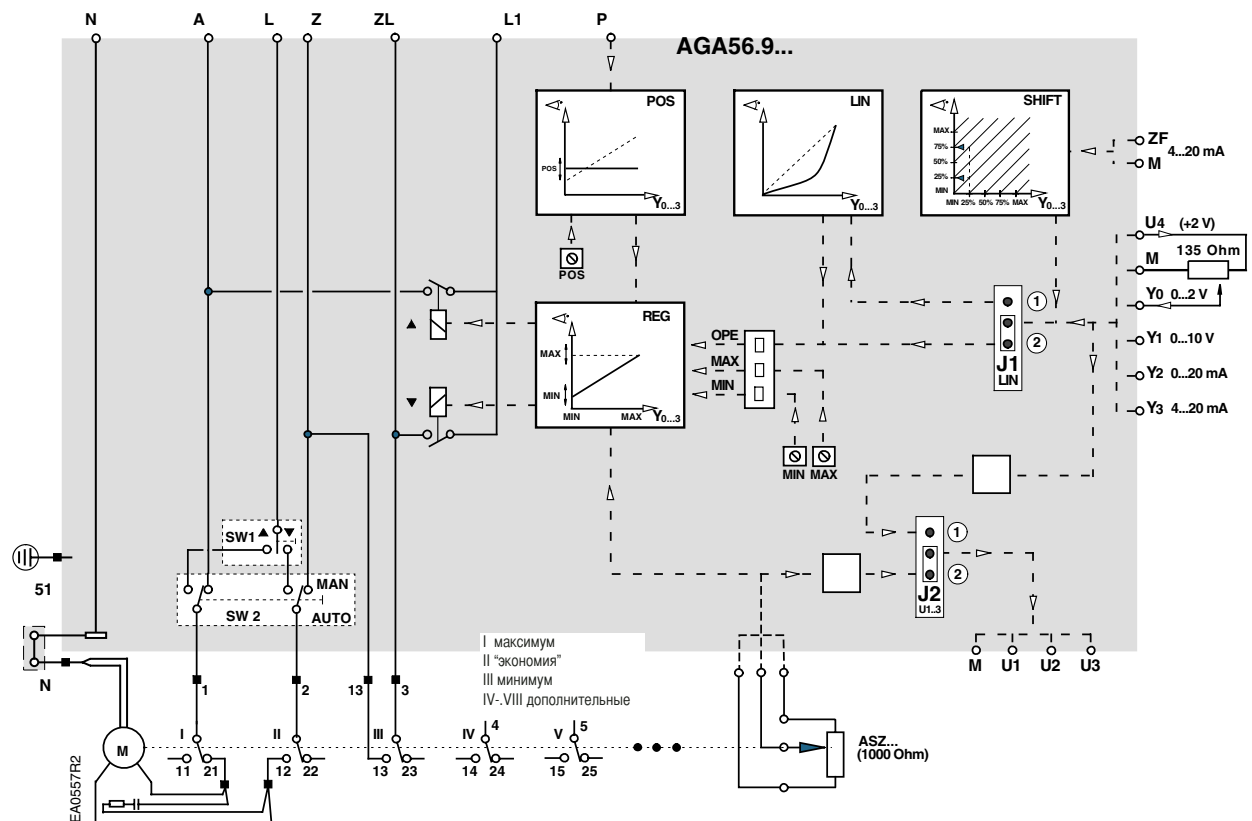 N A L Z ZL L1 P
AGA56.9...
POS
POS
Y0...3
POS
LIN
Y0...3
SHIFT
MAX
75%
50%
25%
MIN
MIN 25% 50% 75% MAX
Y0...3
ZF
4...20 mA
M
U4 (+2 V)
135 Ohm
M
Y0 0...2 V
Y1 0...10 V
Y2 0...20 mA
Y3 4...20 mA
REG
MAX
MIN
MIN MAX
Y0...3
OPE
MAX
MIN
MIN MAX
1
2
J1
LIN
1
2
J2
U1..3
M U1 U2 U3
SW1
MAN
SW 2 AUTO
51
N
1 2 13 3
I максимум
II "экономия"
III минимум
IV-.VIII дополнительные
I II III IV 4 V 5
M
11 21 12 22 13 23 14 24 15 25
ASZ...
(1000 Ohm)
EA0557R2